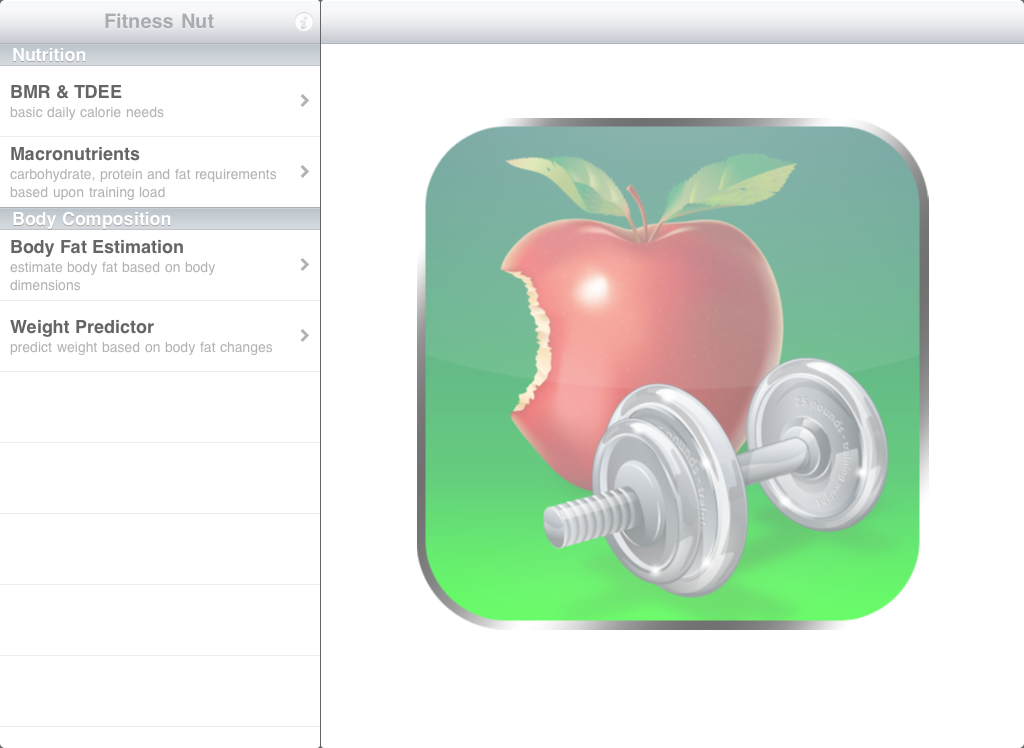 Fitness Nut
Nutrition
BMR & TDEE
basic daily calorie needs
Macronutrients
carbohydrate, protein and fat requirements
based upon training load
Body Composition
Body Fat Estimation
estimate body fat based on body
dimensions
Weight Predictor
predict weight based on body fat changes
25 pounds - training weight